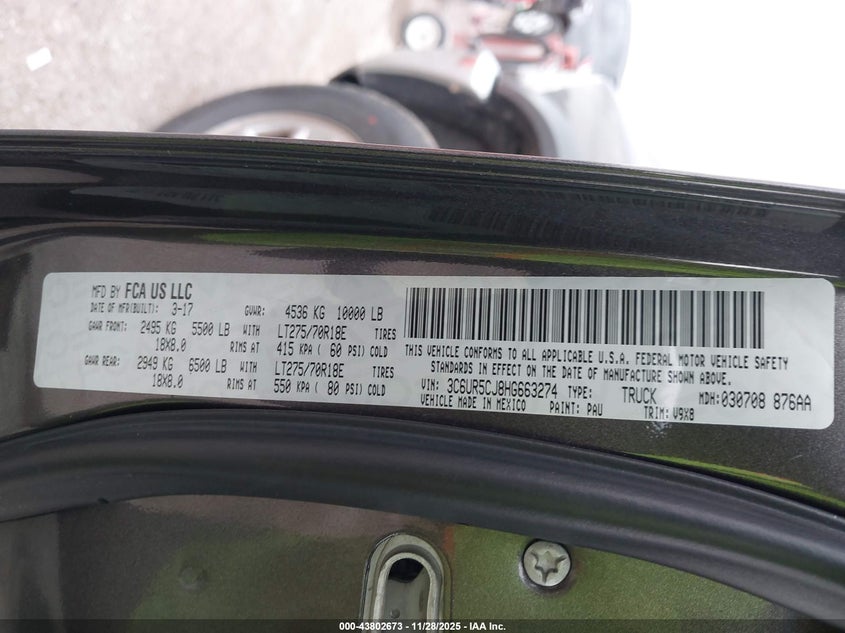 MFD BY FCA US LLC
DATE OF MFR(BUILT): 3-17 GVWR: 4536 KG 10000 LB
GAWR FRONT: 2495 KG 5500 LB WITH LT275/70R18E TIRES
18X8.0 RIMS AT 415 KPA ( 60 PSI) COLD
GAWR REAR: 2949 KG 6500 LB WITH LT275/70R18E TIRES
18X8.0 RIMS AT 550 KPA ( 80 PSI) COLD
THIS VEHICLE CONFORMS TO ALL APPLICABLE U.S.A. FEDERAL MOTOR VEHICLE SAFETY
STANDARDS IN EFFECT ON THE DATE OF MANUFACTURE SHOWN ABOVE.
VIN: 3C6UR5CJ8HG663274 TYPE: TRUCK MDH: 030708 876AA
VEHICLE MADE IN MEXICO PAINT: PAU TRIM: V9X8
000-43802673 - 11/28/2025 - IAA Inc.